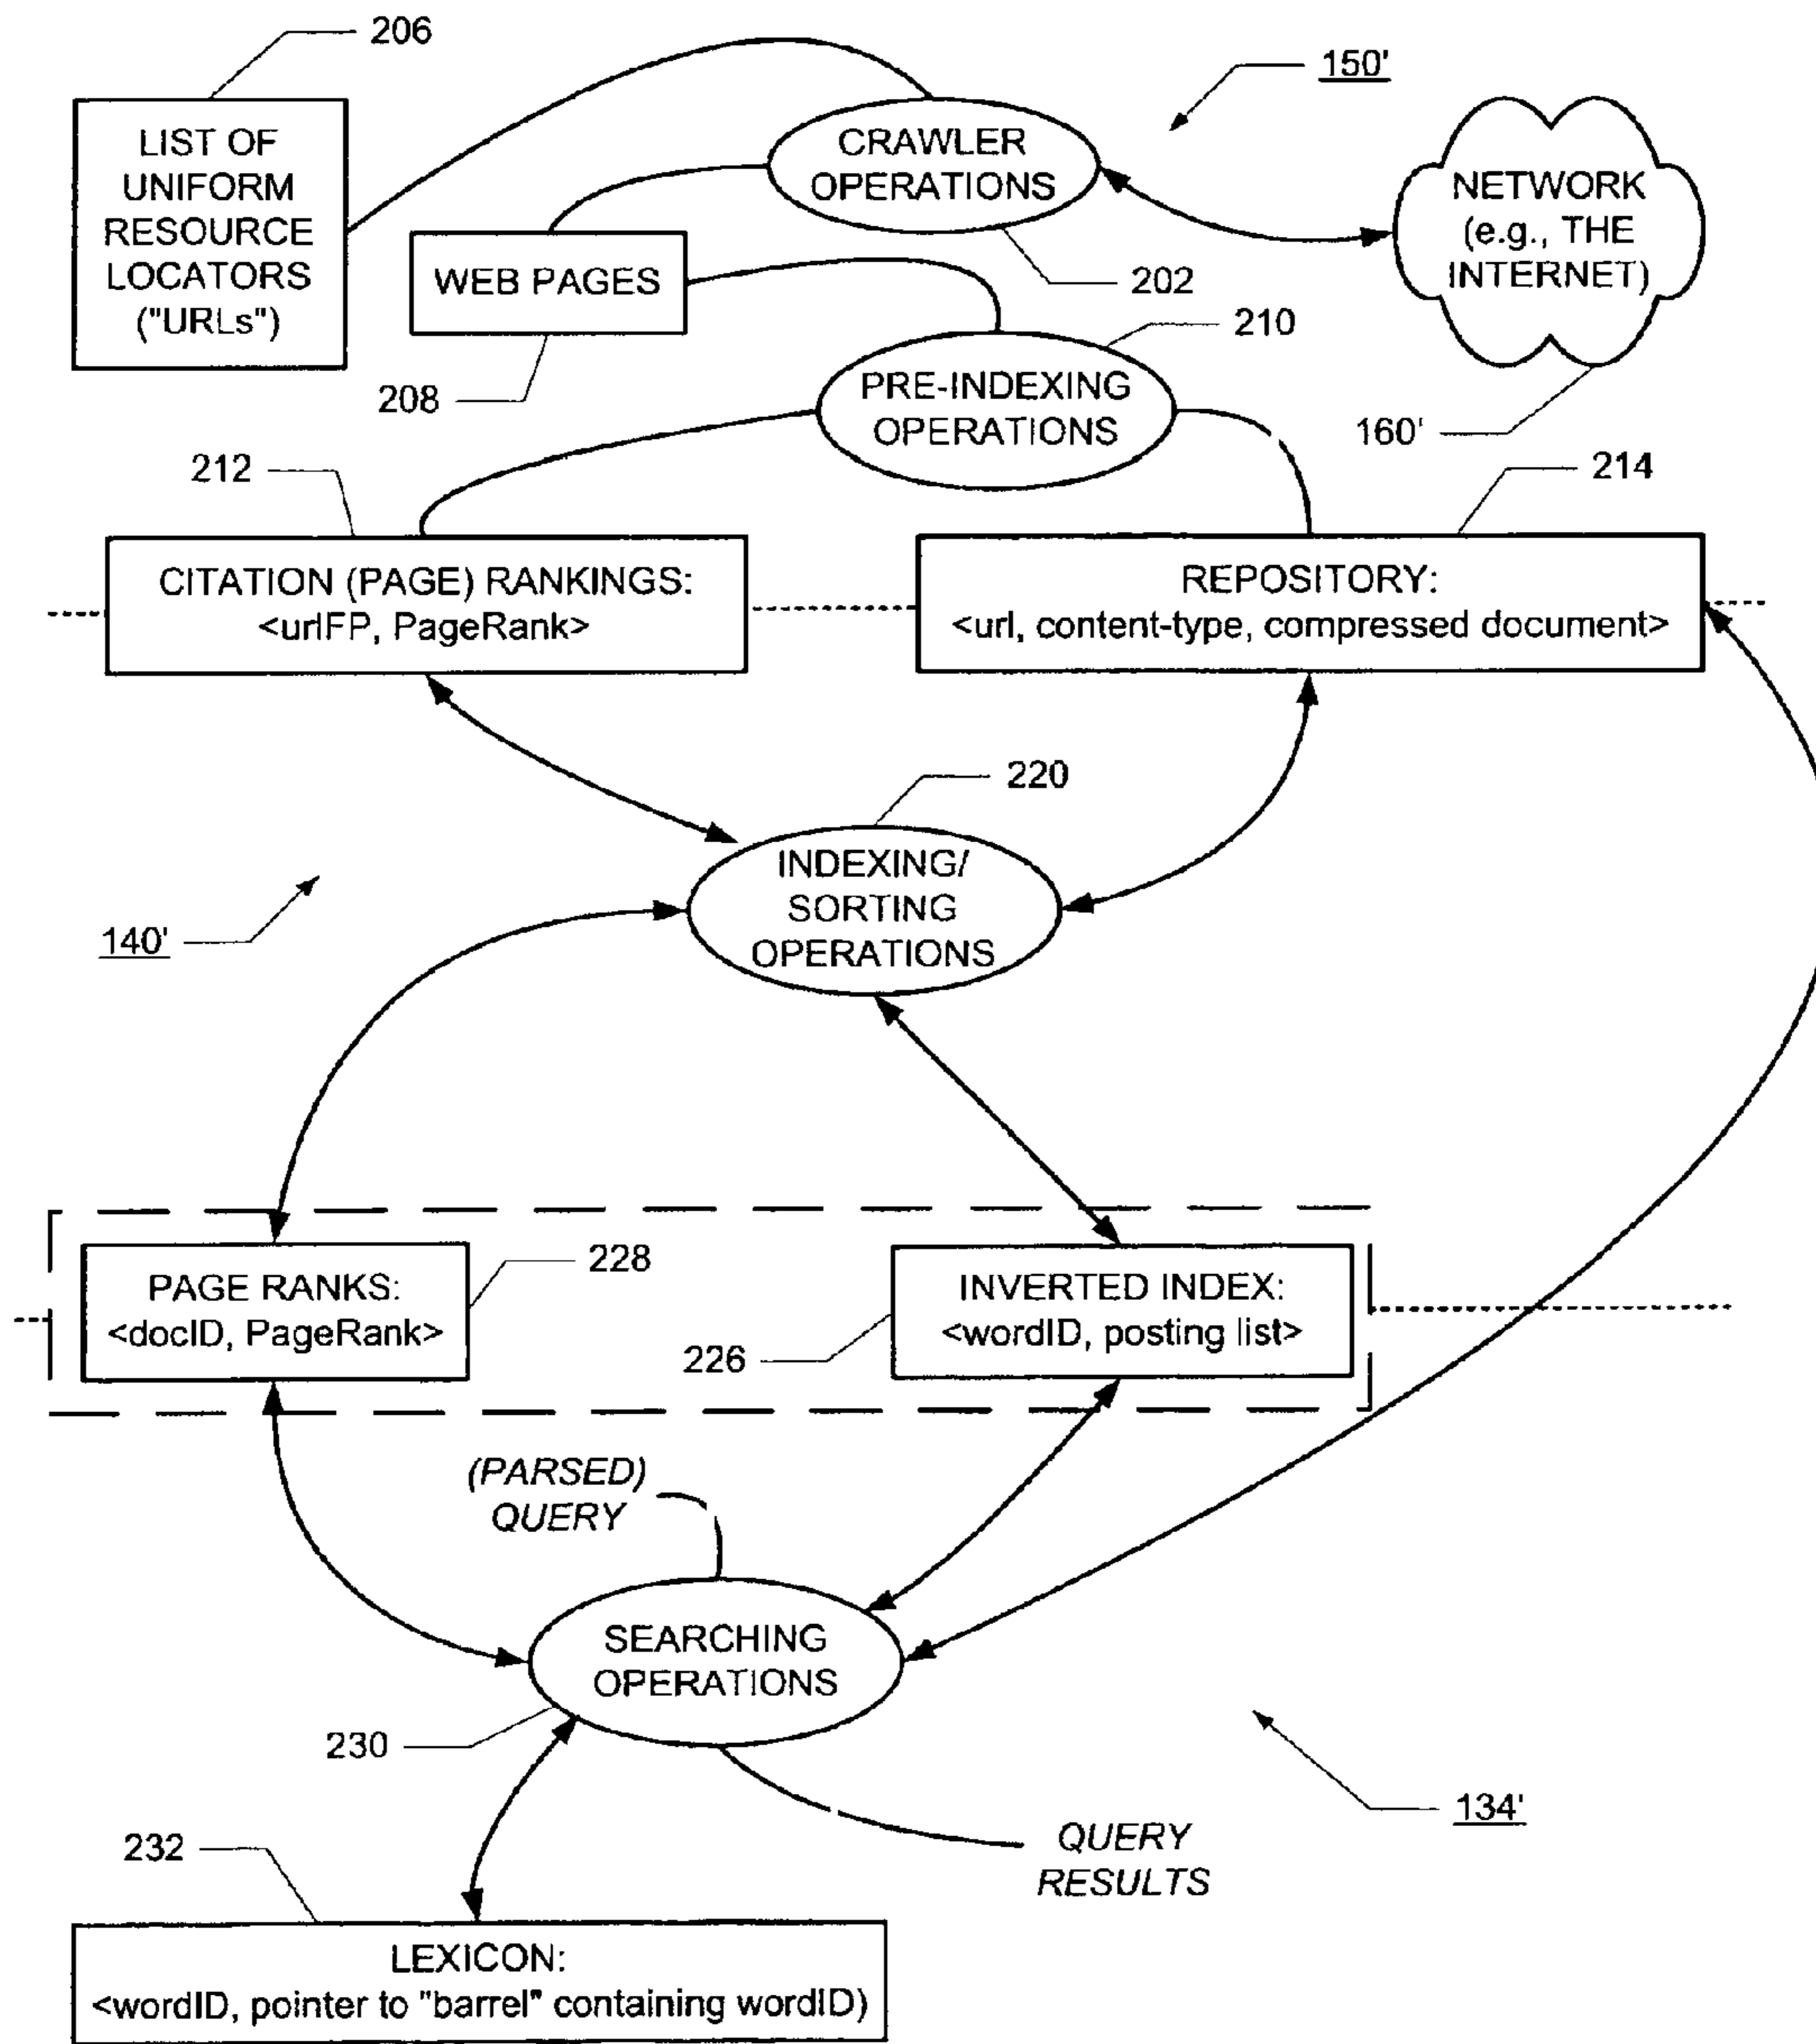 206
150'
LIST OF
UNIFORM
RESOURCE
LOCATORS
("URLs")
CRAWLER
OPERATIONS
NETWORK
(e.g., THE
INTERNET)
WEB PAGES
202
210
208
PRE-INDEXING
OPERATIONS
160'
212
214
CITATION (PAGE) RANKINGS:
<urlFP, PageRank>
REPOSITORY:
<url, content-type, compressed document>
220
INDEXING/
SORTING
OPERATIONS
140'
228
PAGE RANKS:
<docID, PageRank>
INVERTED INDEX:
<wordID, posting list>
226
(PARSED)
QUERY
SEARCHING
OPERATIONS
230
134'
232
QUERY
RESULTS
LEXICON:
<wordID, pointer to "barrel" containing wordID)